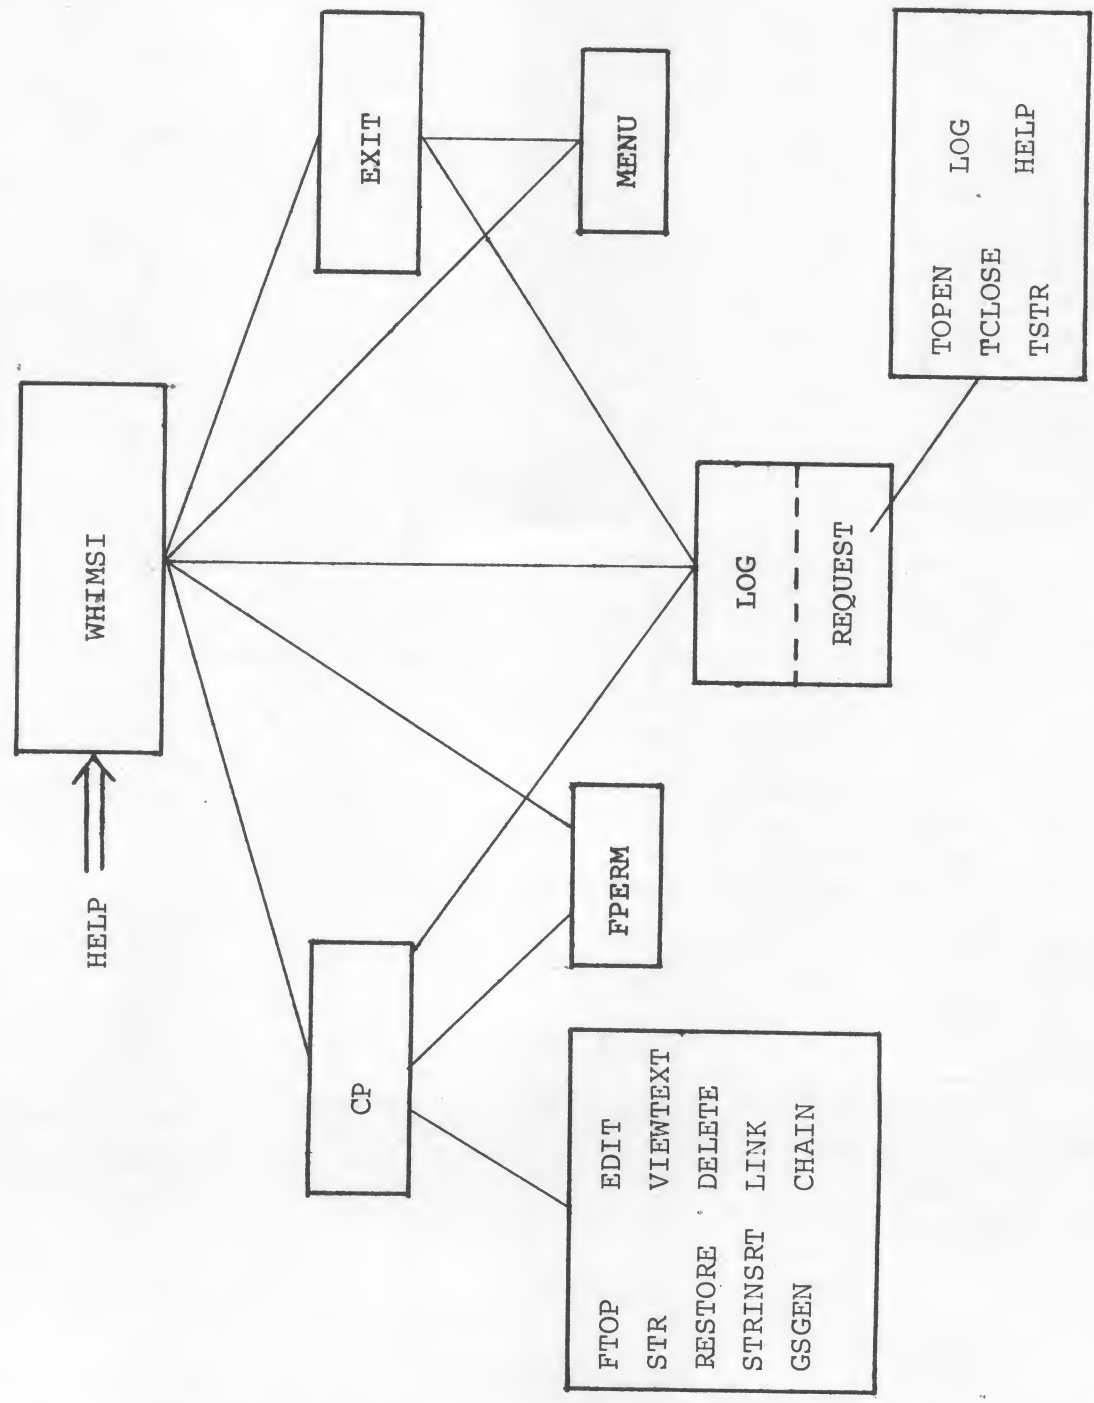 HELP
WHIMSI
CP
EXIT
FPERM
MENU
FTOP EDIT
STR VIEWTEXT
RESTORE DELETE
STRINSRT LINK
GSGEN CHAIN
LOG
REQUEST
TOPEN LOG
TCLOSE HELP
TSTR